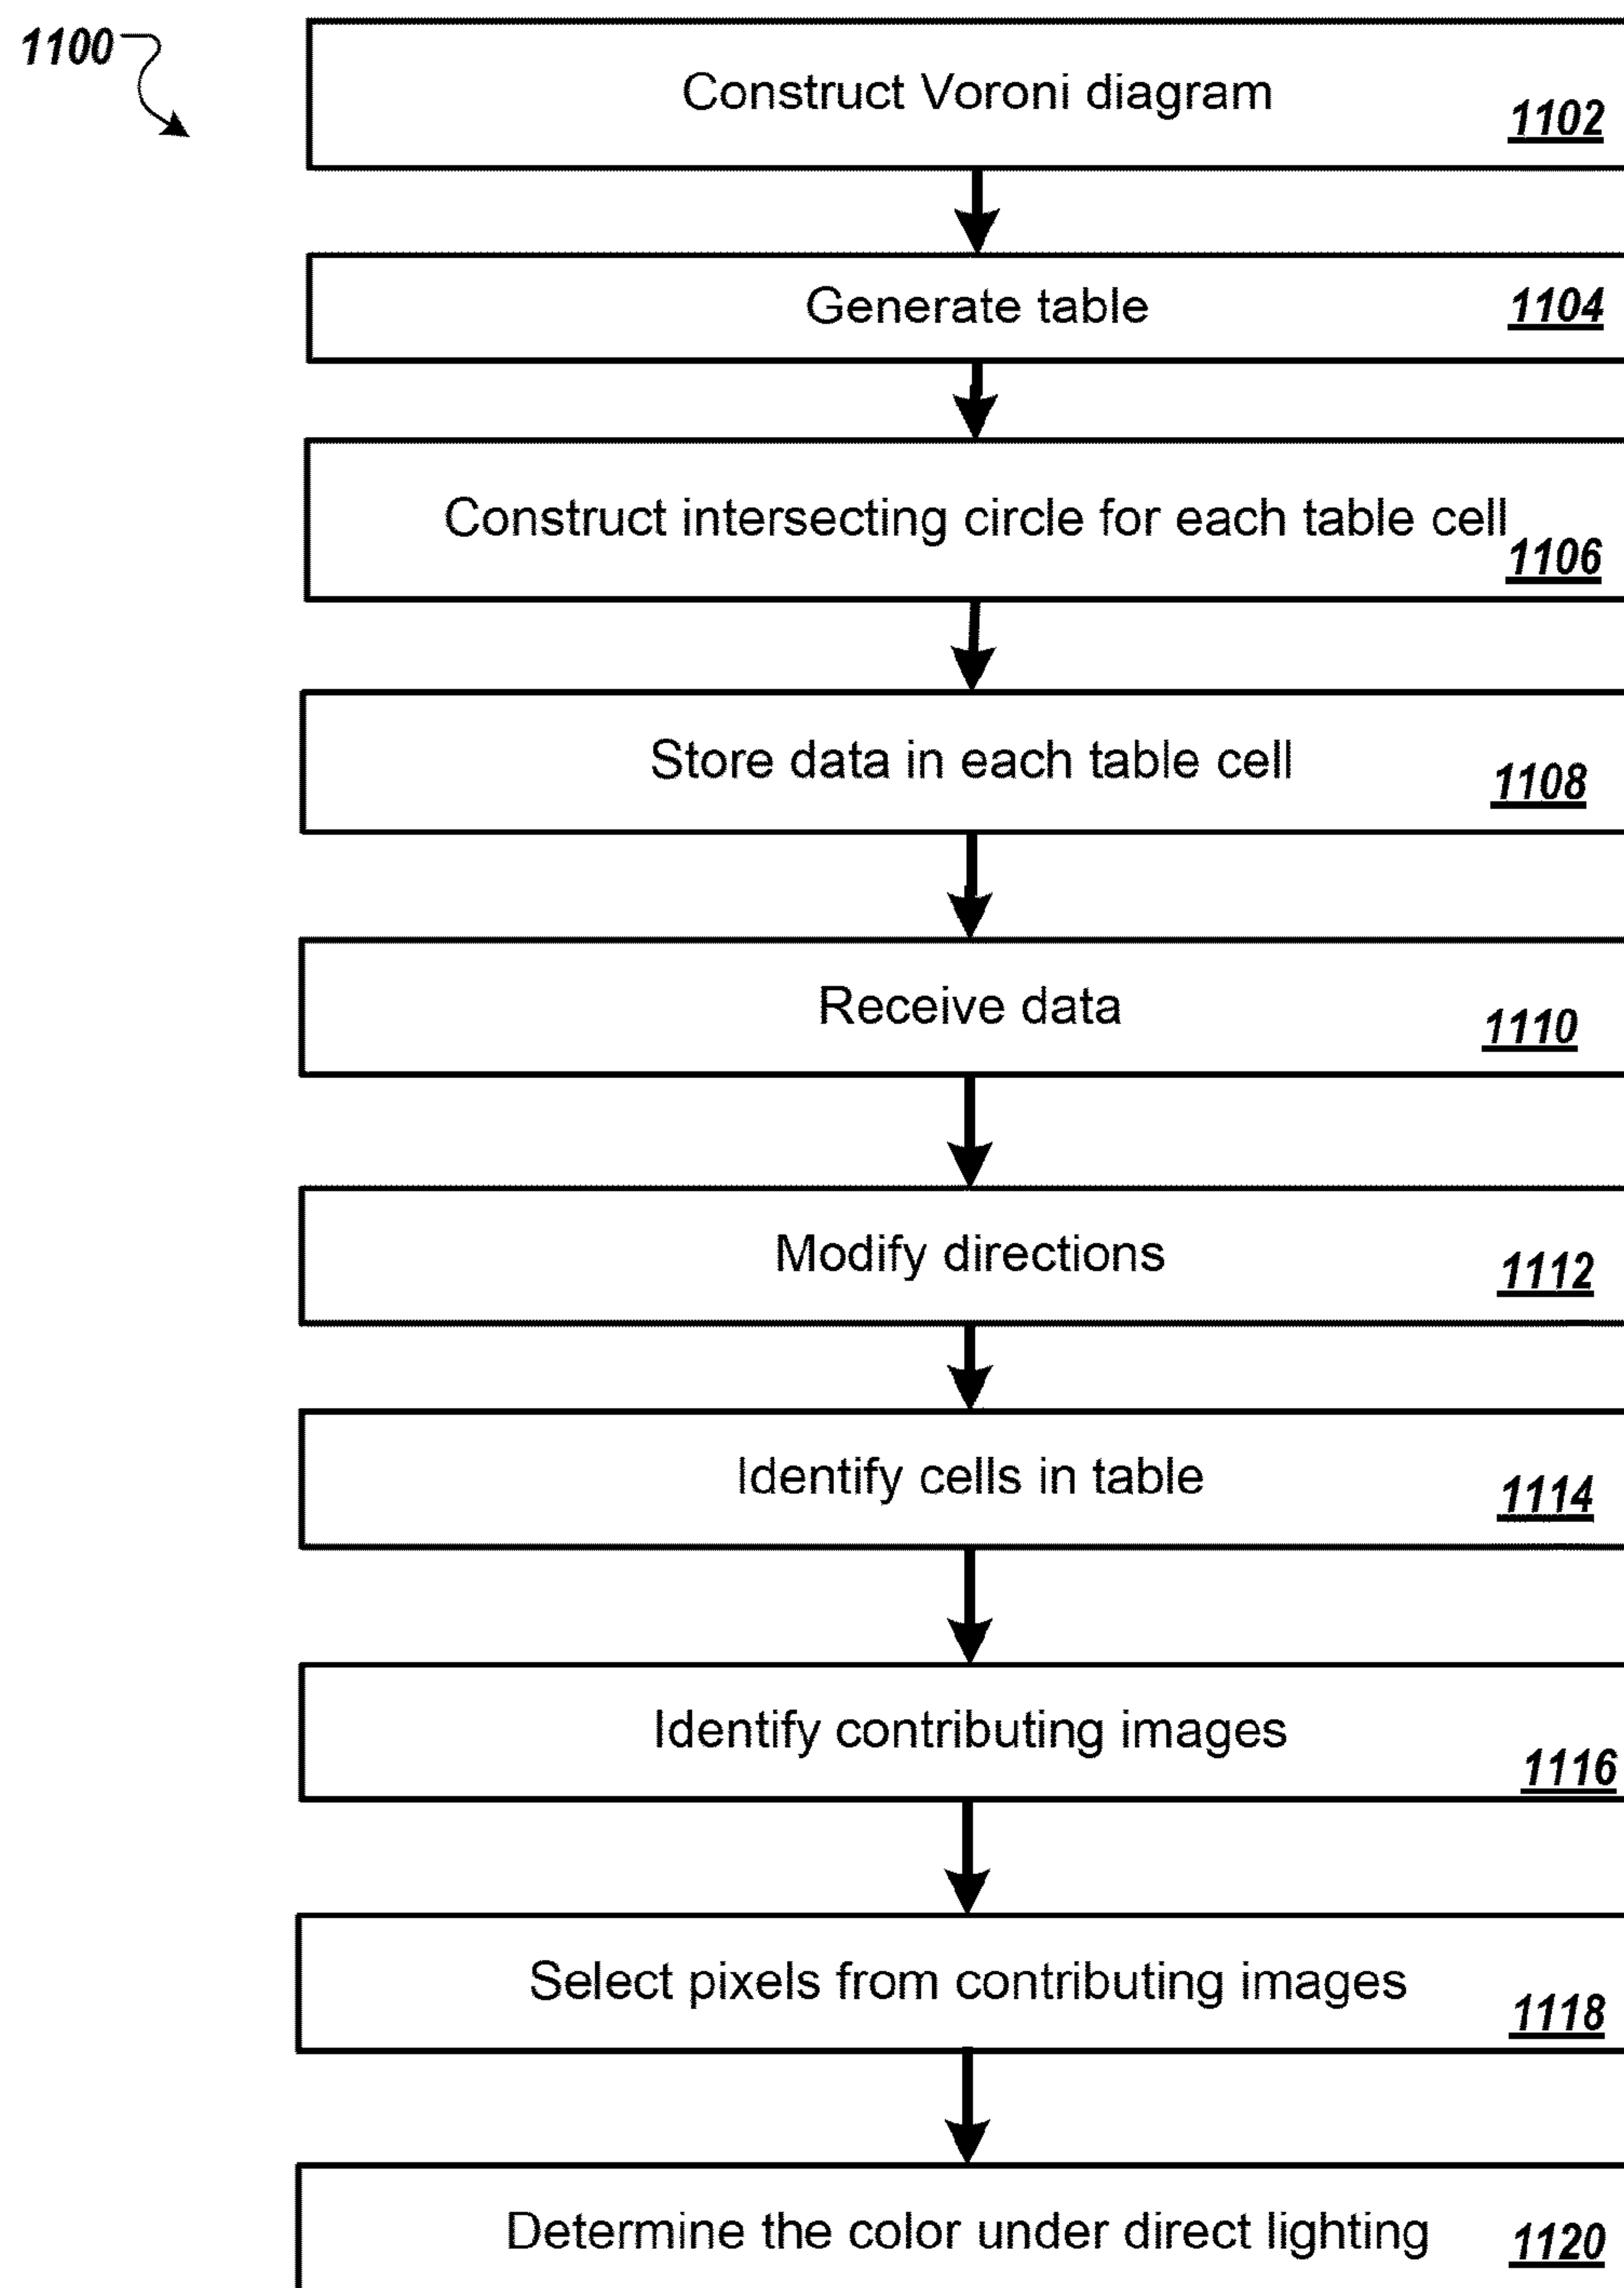 1100
Construct Voroni diagram
1102
Generate table
1104
Construct intersecting circle for each table cell
1106
Store data in each table cell
1108
Receive data
1110
Modify directions
1112
Identify cells in table
1114
Identify contributing images
1116
Select pixels from contributing images
1118
Determine the color under direct lighting
1120